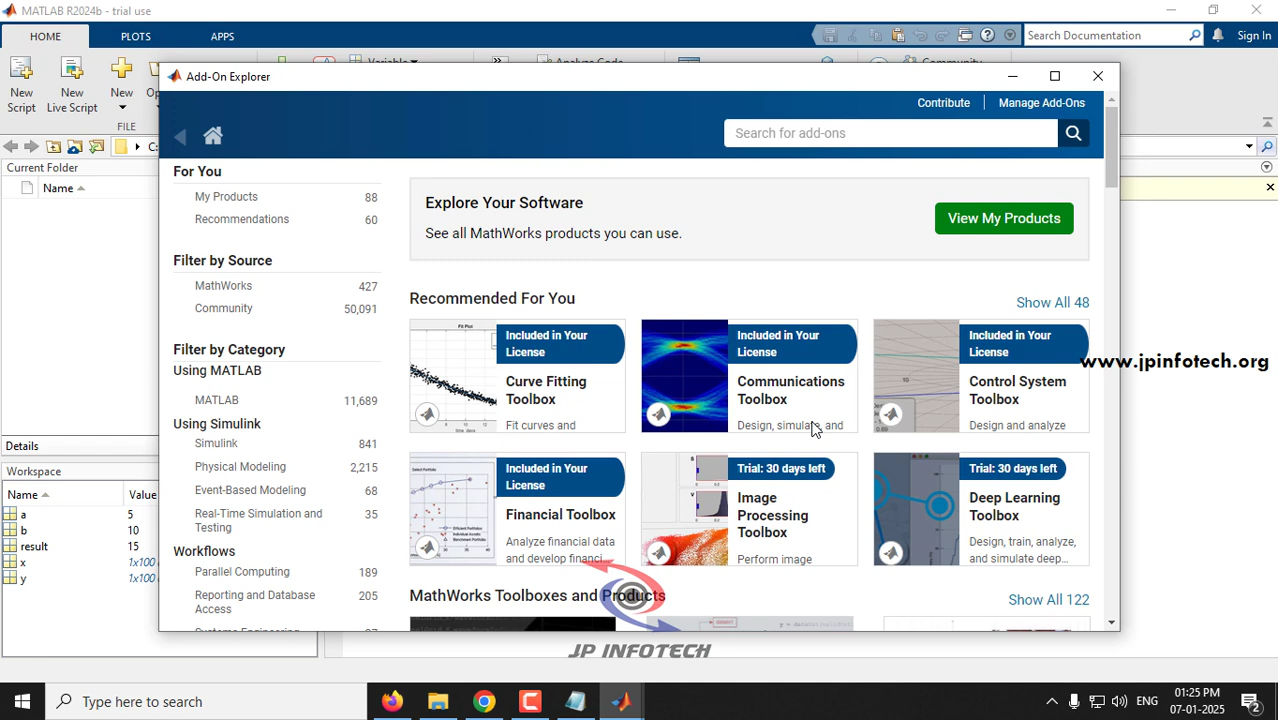 MATLAB R2024b - trial use
HOME
PLOTS
APPS
Search Documentation
Sign In
New Script
New Live Script
New
FILE
Variable
Analyze Code
Community
Add-On Explorer
Contribute
Manage Add-Ons
Search for add-ons
Current Folder
Name
Details
Workspace
Name
Value
a
5
b
10
result
15
x
1x100
y
1x100
For You
My Products
88
Recommendations
60
Filter by Source
MathWorks
427
Community
50,091
Filter by Category
Using MATLAB
MATLAB
11,689
Using Simulink
Simulink
841
Physical Modeling
2,215
Event-Based Modeling
68
Real-Time Simulation and
Testing
35
Workflows
Parallel Computing
189
Reporting and Database
Access
205
Explore Your Software
See all MathWorks products you can use.
View My Products
Recommended For You
Show All 48
Included in Your
License
Curve Fitting
Toolbox
Fit curves and
Included in Your
License
Communications
Toolbox
Design, simulate, and
Included in Your
License
Control System
Toolbox
Design and analyze
Included in Your
License
Financial Toolbox
Analyze financial data
and develop financi...
Trial: 30 days left
Image
Processing
Toolbox
Perform image
Trial: 30 days left
Deep Learning
Toolbox
Design, train, analyze,
and simulate deep...
MathWorks Toolboxes and Products
Show All 122
www.jpinfotech.org
JP INFOTECH
Type here to search
ENG
01:25 PM
07-01-2025
2